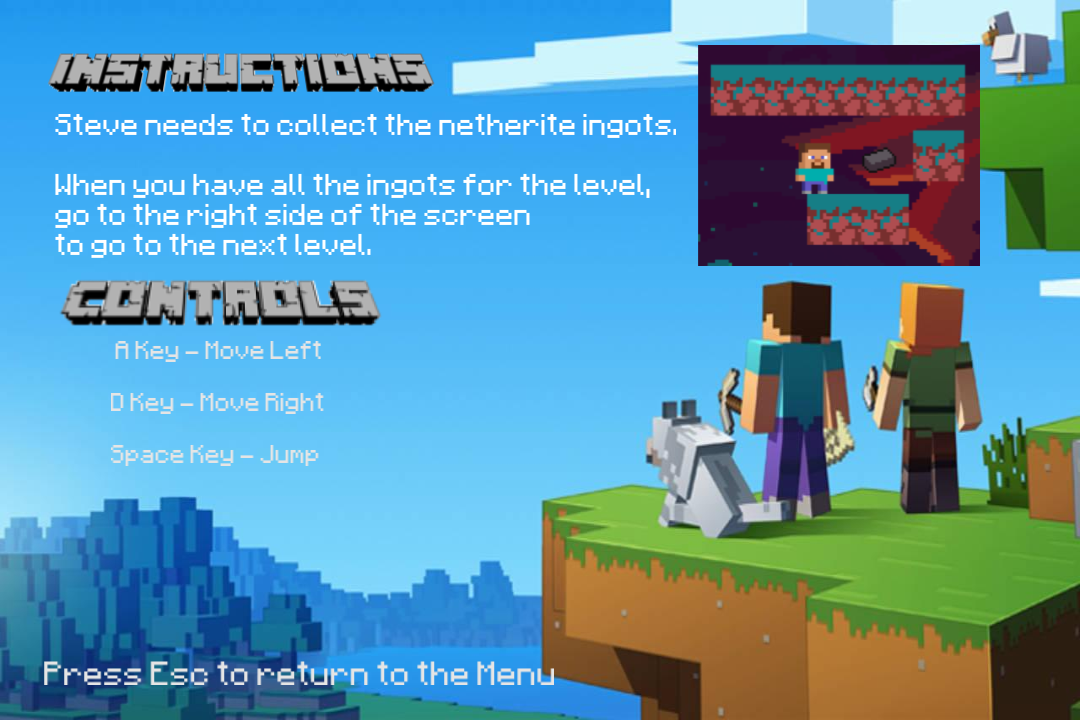 INSTRUCTIONS
Steve needs to collect the netherite ingots.
When you have all the ingots for the level,
go to the right side of the screen
to go to the next level.
CONTROLS
A Key - Move Left
D Key - Move Right
Space Key - Jump
Press Esc to return to the Menu